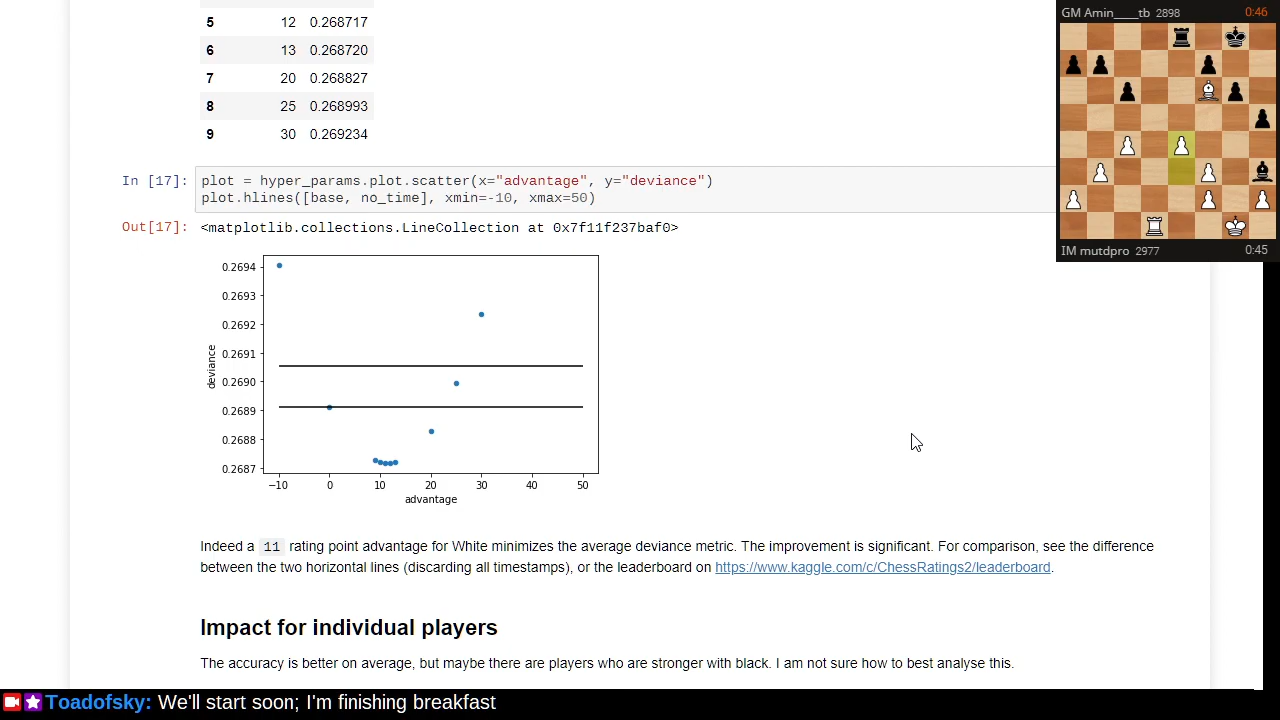 5 12 0.268717
6 13 0.268720
7 20 0.268827
8 25 0.268993
9 30 0.269234
In [17]: plot = hyper_params.plot.scatter(x="advantage", y="deviance")
plot.hlines([base, no_time], xmin=-10, xmax=50)
Out[17]: <matplotlib.collections.LineCollection at 0x7f11f237baf0>
0.2694
0.2693
0.2692
0.2691
0.2690
0.2689
0.2688
0.2687
deviance
−10 0 10 20 30 40 50
advantage
Indeed a 11 rating point advantage for White minimizes the average deviance metric. The improvement is significant. For comparison, see the difference
between the two horizontal lines (discarding all timestamps), or the leaderboard on https://www.kaggle.com/c/ChessRatings2/leaderboard.
Impact for individual players
The accuracy is better on average, but maybe there are players who are stronger with black. I am not sure how to best analyse this.
GM Amin____tb 2898 0:46
IM mutdpro 2977 0:45
Toadofsky: We'll start soon; I'm finishing breakfast